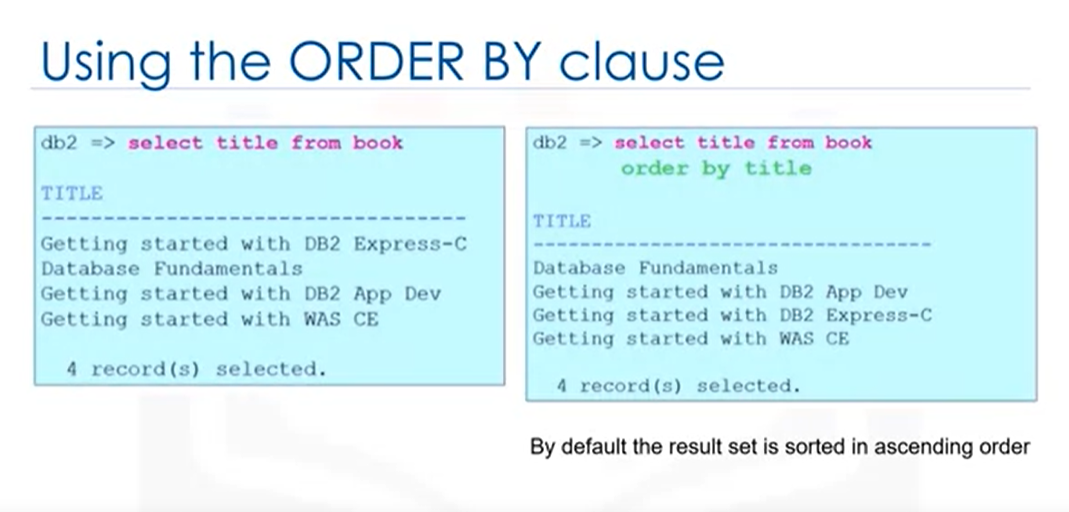 Using the ORDER BY clause
db2 => select title from book
TITLE
----------------------------------
Getting started with DB2 Express-C
Database Fundamentals
Getting started with DB2 App Dev
Getting started with WAS CE
4 record(s) selected.
db2 => select title from book
order by title
TITLE
----------------------------------
Database Fundamentals
Getting started with DB2 App Dev
Getting started with DB2 Express-C
Getting started with WAS CE
4 record(s) selected.
By default the result set is sorted in ascending order